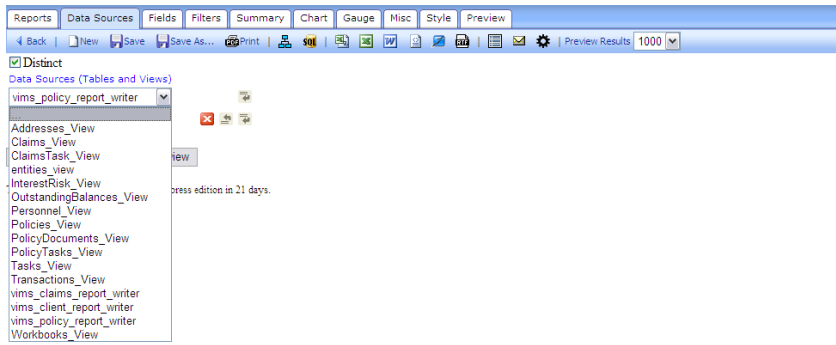 Reports Data Sources Fields Filters Summary Chart Gauge Misc Style Preview
Back | New Save Save As... Print | SQL | | Preview Results 1000
Distinct
Data Sources (Tables and Views)
vims_policy_report_writer
...
Addresses_View
Claims_View
ClaimsTask_View
iew
entities_view
InterestRisk_View
press edition in 21 days.
OutstandingBalances_View
Personnel_View
Policies_View
PolicyDocuments_View
PolicyTasks_View
Tasks_View
Transactions_View
vims_claims_report_writer
vims_client_report_writer
vims_policy_report_writer
Workbooks_View